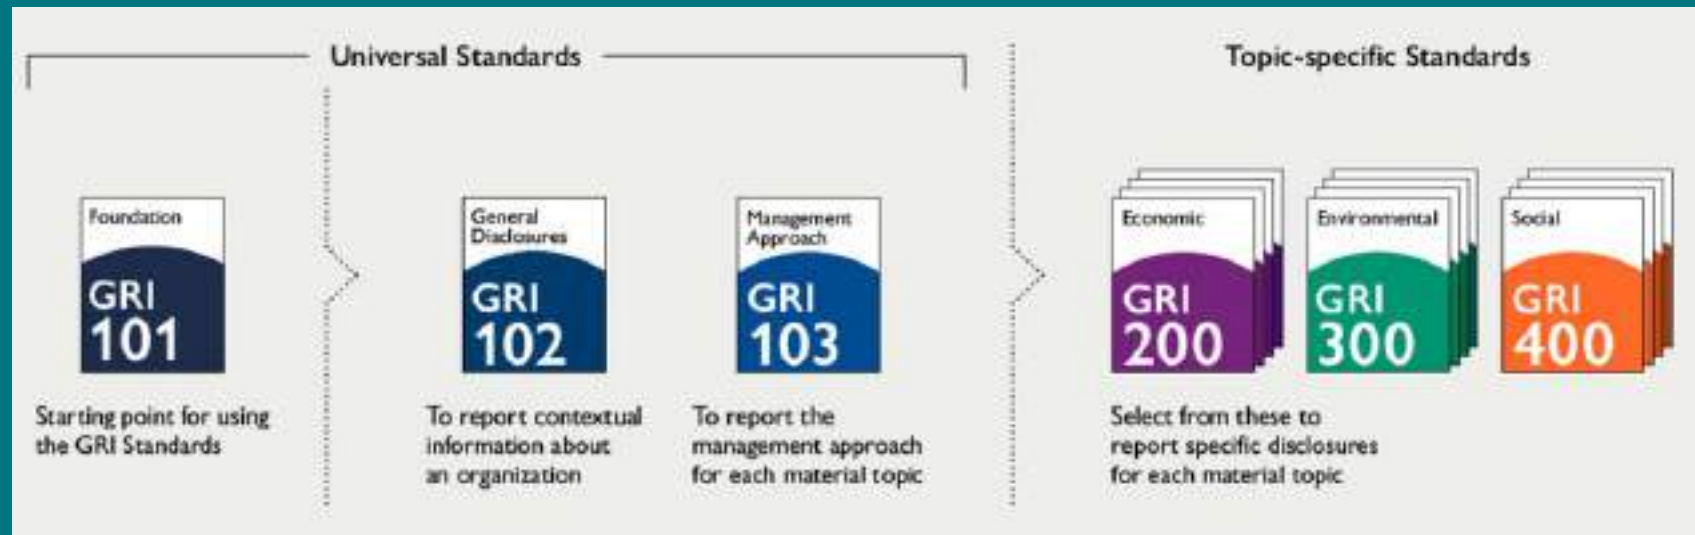 Universal Standards
Topic-specific Standards
Foundation
GRI
101
Starting point for using
the GRI Standards
General
Disclosures
GRI
102
To report contextual
information about
an organization
Management
Approach
GRI
103
To report the
management approach
for each material topic
Economic
GRI
200
Environmental
GRI
300
Social
GRI
400
Select from these to
report specific disclosures
for each material topic